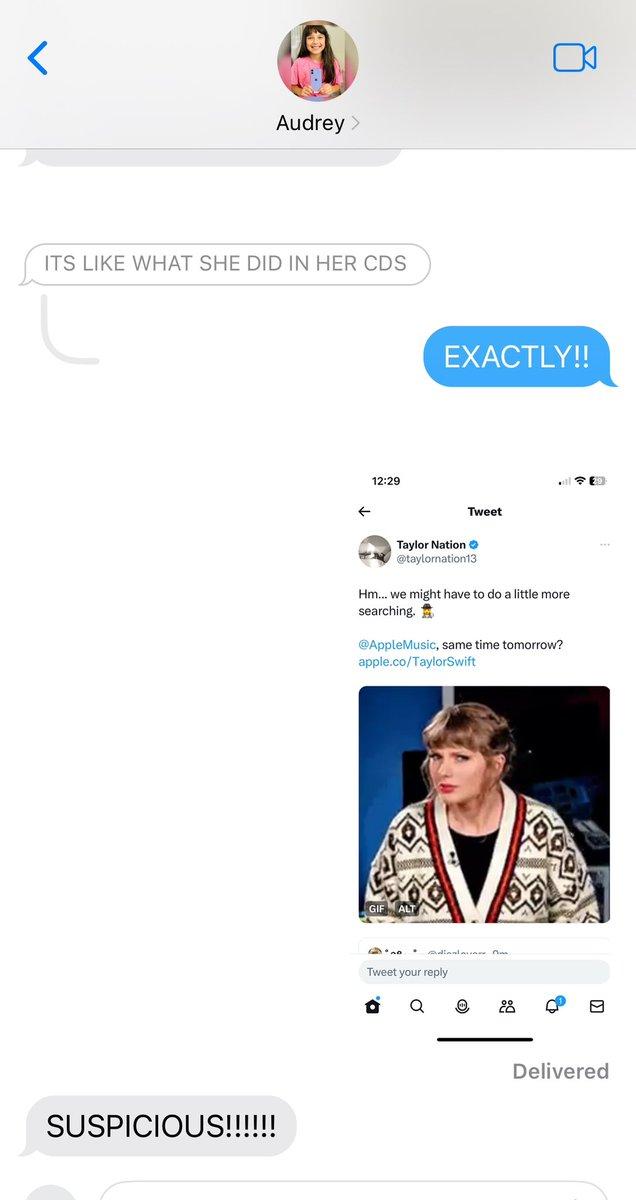 Audrey
ITS LIKE WHAT SHE DID IN HER CDS
EXACTLY!!
12:29
Tweet
Taylor Nation
@taylornation13
Hm... we might have to do a little more
searching.
@AppleMusic, same time tomorrow?
apple.co/TaylorSwift
GIF ALT
Tweet your reply
1
Delivered
SUSPICIOUS!!!!!!